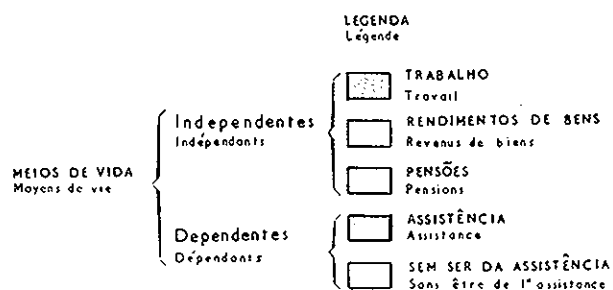 LEGENDA
Légende
MEIOS DE VIDA
Moyens de vie
Independentes
Indépendants
TRABALHO
Travail
RENDIMENTOS DE BENS
Revenus de biens
PENSÕES
Pensions
Dependentes
Dépendants
ASSISTÊNCIA
Assistance
SEM SER DA ASSISTÊNCIA
Sans être de l'assistance